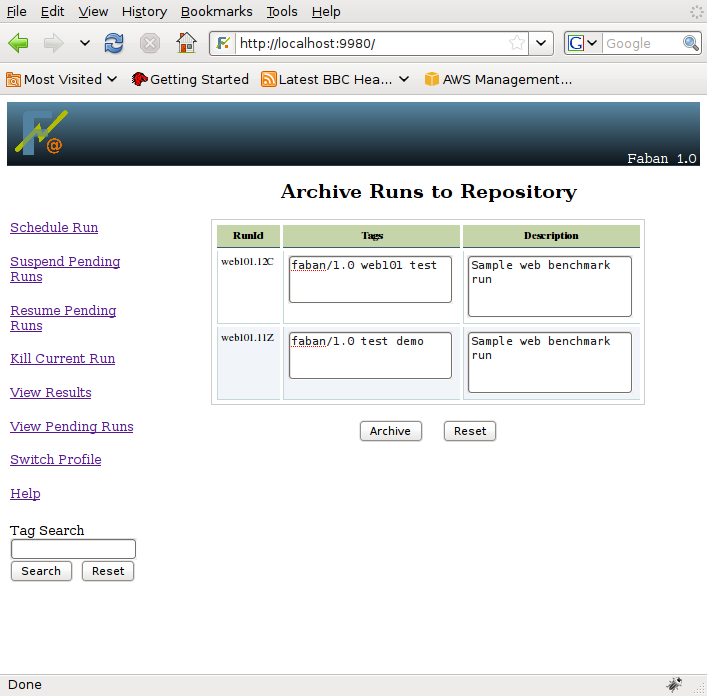 File Edit View History Bookmarks Tools Help
http://localhost:9980/
G Google
Most Visited Getting Started Latest BBC Hea... AWS Management...
@
Faban 1.0
Archive Runs to Repository
Schedule Run
Suspend Pending
Runs
Resume Pending
Runs
Kill Current Run
View Results
View Pending Runs
Switch Profile
Help
Tag Search
Search Reset
RunId Tags Description
web101.12C faban/1.0 web101 test Sample web benchmark
run
web101.11Z faban/1.0 test demo Sample web benchmark
run
Archive Reset
Done